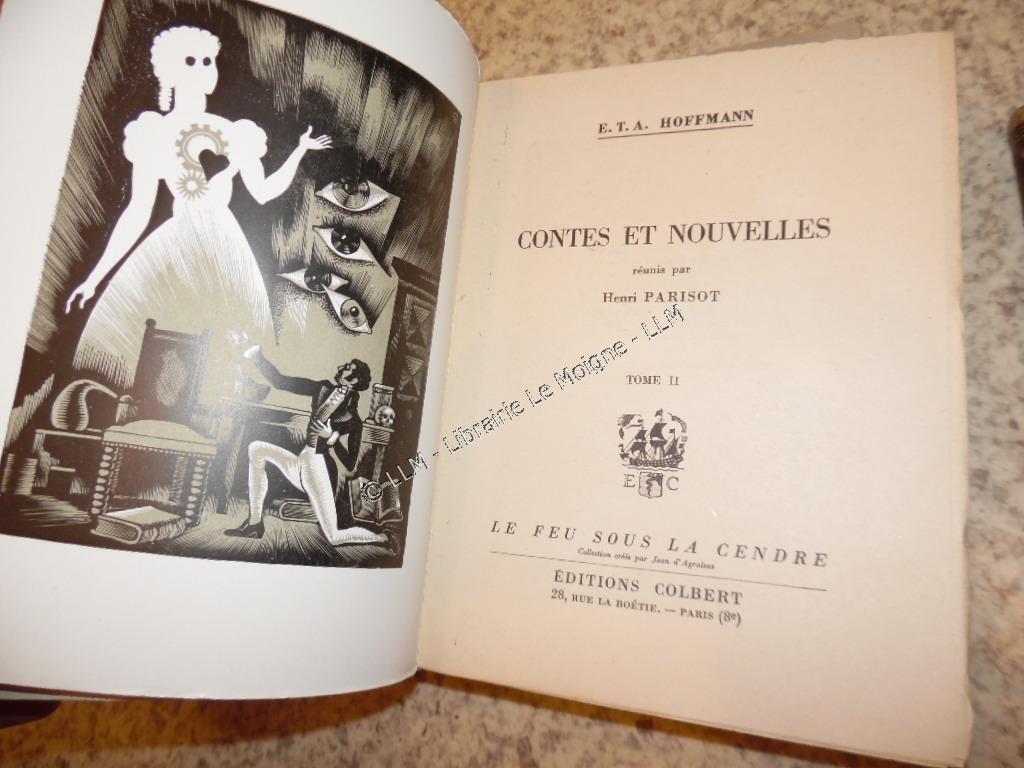 E. T. A. HOFFMANN
CONTES ET NOUVELLES
réunis par
Henri PARISOT
TOME II
E C
LE FEU SOUS LA CENDRE
Collection créée par Jean d'Agraives
ÉDITIONS COLBERT
28, RUE LA BOÉTIE. — PARIS (8e)
© LLM - Librairie Le Moigne - LLM